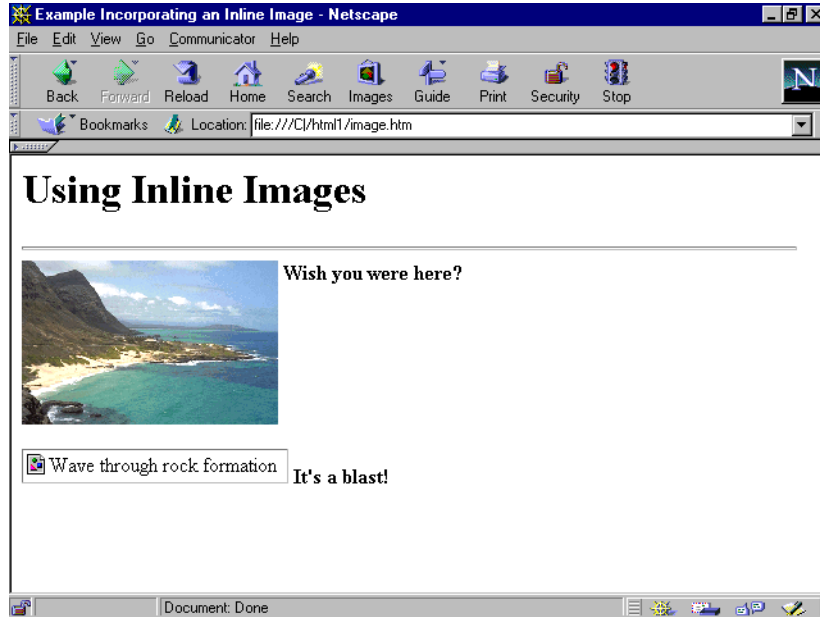 Example Incorporating an Inline Image - Netscape
File Edit View Go Communicator Help
Back Forward Reload Home Search Images Guide Print Security Stop
N
Bookmarks Location: file:///C|/html1/image.htm
Using Inline Images
Wish you were here?
Wave through rock formation It's a blast!
Document: Done